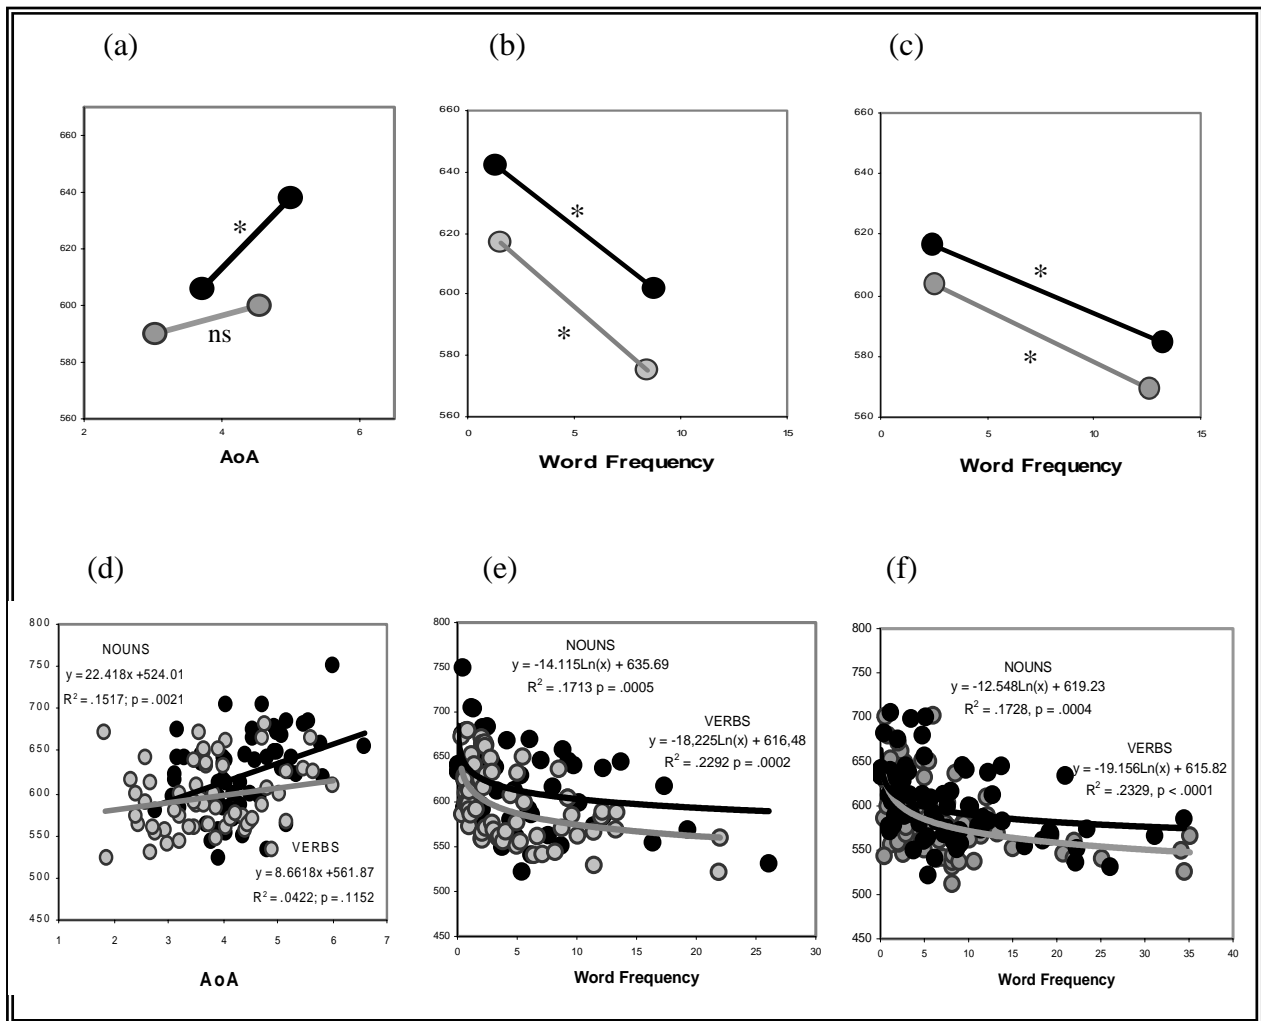 (a)
660
640
620
600
580
560
2 4 6
AoA
*
ns
(b)
660
640
620
600
580
560
0 5 10 15
Word Frequency
*
*
(c)
660
640
620
600
580
560
0 5 10 15
Word Frequency
*
*
(d)
800
750
700
650
600
550
500
450
1 2 3 4 5 6 7
AoA
NOUNS
y = 22.418x +524.01
R² = .1517; p = .0021
VERBS
y = 8.6618x +561.87
R² = .0422; p = .1152
(e)
800
750
700
650
600
550
500
450
0 5 10 15 20 25 30
Word Frequency
NOUNS
y = -14.115Ln(x) + 635.69
R² = .1713 p = .0005
VERBS
y = -18,225Ln(x) + 616,48
R² = .2292 p = .0002
(f)
800
700
650
600
550
500
450
0 5 10 15 20 25 30 35 40
Word Frequency
NOUNS
y = -12.548Ln(x) + 619.23
R² = .1728, p = .0004
VERBS
y = -19.156Ln(x) + 615.82
R² = .2329, p < .0001